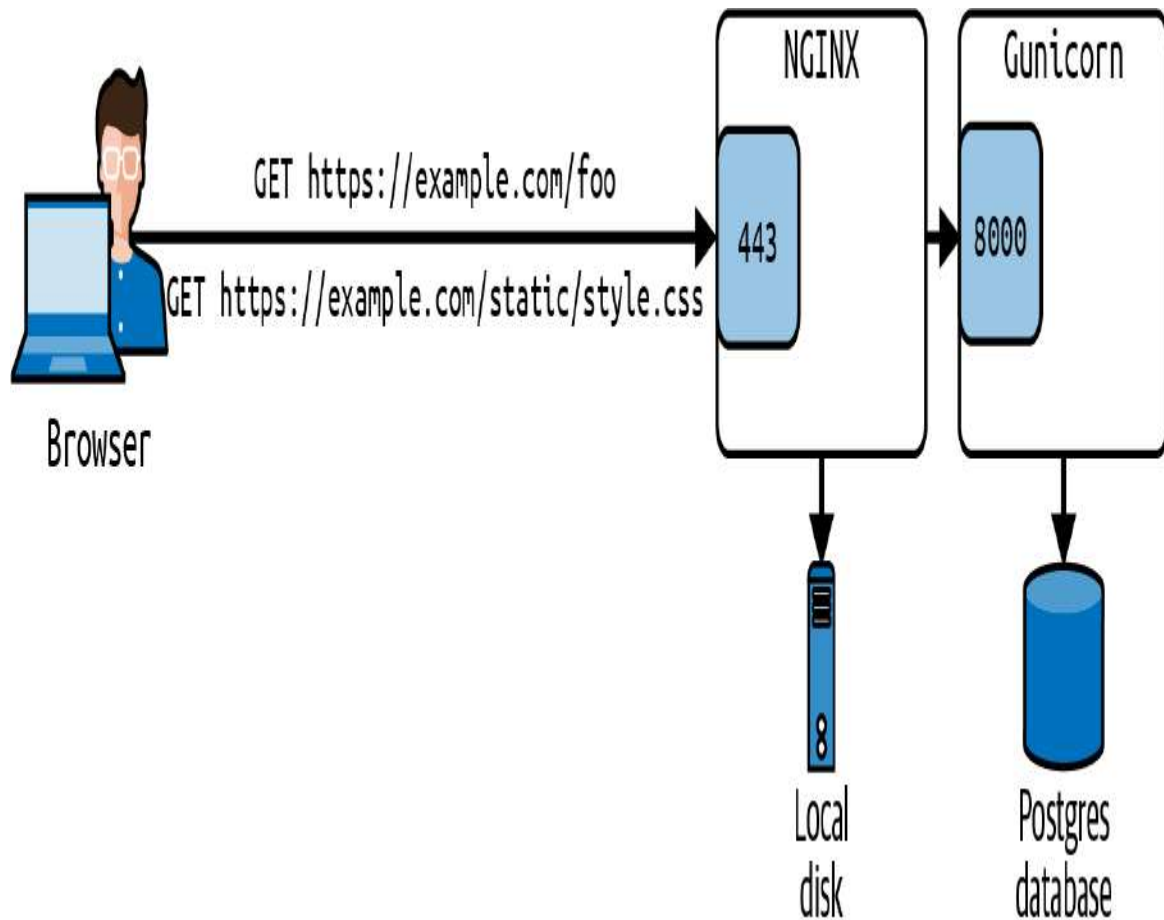 NGINX
Gunicorn
GET https://example.com/foo
443
8000
GET https://example.com/static/style.css
Browser
Local
disk
Postgres
database